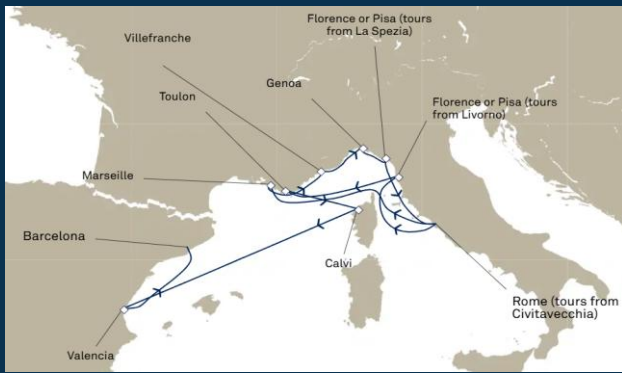 Florence or Pisa (tours
from La Spezia)
Villefranche
Genoa
Toulon
Florence or Pisa (tours
from Livorno)
Marseille
Barcelona
Calvi
Rome (tours from
Civitavecchia)
Valencia